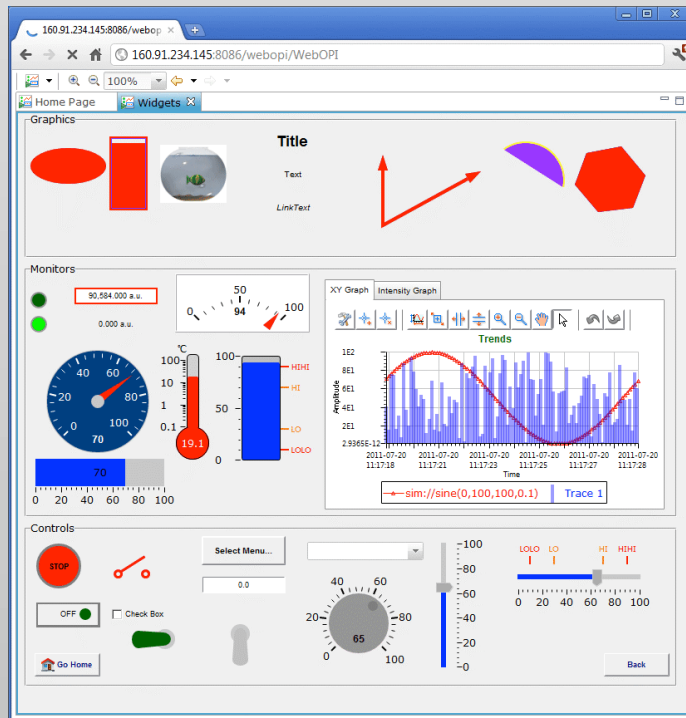 160.91.234.145:8086/webop
160.91.234.145:8086/webopi/WebOPI
100%
Home Page
Widgets
Graphics
Title
Text
LinkText
Monitors
90,584.000 a.u.
0.000 a.u.
0 50 100
94
XY Graph
Intensity Graph
Trends
1E2
8E1
6E1
4E1
2E1
2.9365E-12
Amplitude
2011-07-20 2011-07-20 2011-07-20 2011-07-20 2011-07-20 2011-07-20
11:17:18 11:17:21 11:17:23 11:17:25 11:17:27 11:17:28
Time
sim://sine(0,100,100,0.1)
Trace 1
0 20 40 60 80 100
70
℃
100
10
1
0.1
19.1
100
50
0
HIHI
HI
LO
LOLO
70
0 20 40 60 80 100
Controls
STOP
Select Menu...
0.0
OFF
Check Box
0 20 40 60 80 100
65
100
80
60
40
20
0
LOLO LO HI HIHI
0 20 40 60 80 100
Go Home
Back